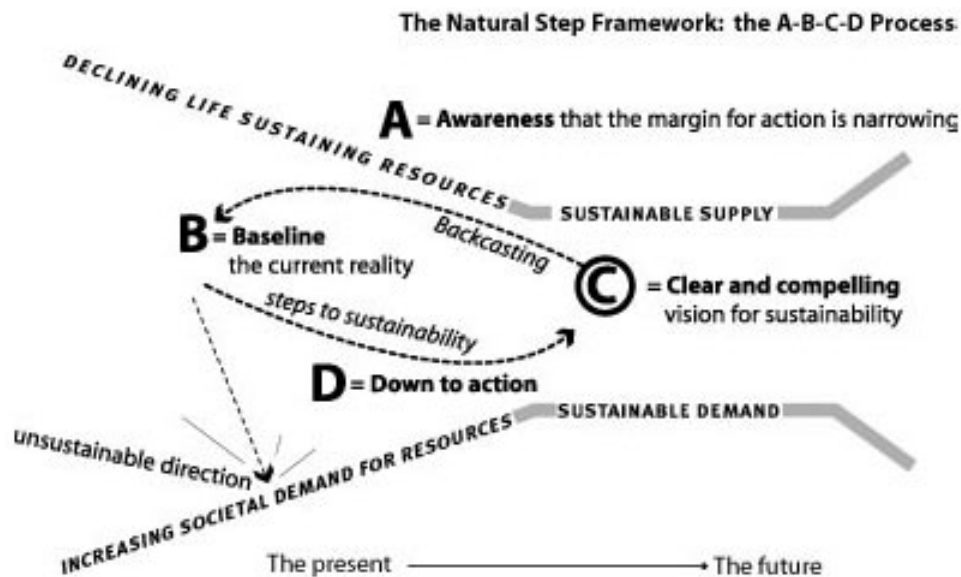 The Natural Step Framework: the A-B-C-D Process
DECLINING LIFE SUSTAINING RESOURCES
A = Awareness that the margin for action is narrowing
SUSTAINABLE SUPPLY
Backcasting
B = Baseline
the current reality
C = Clear and compelling
vision for sustainability
steps to sustainability
D = Down to action
SUSTAINABLE DEMAND
unsustainable direction
INCREASING SOCIETAL DEMAND FOR RESOURCES
The present
The future